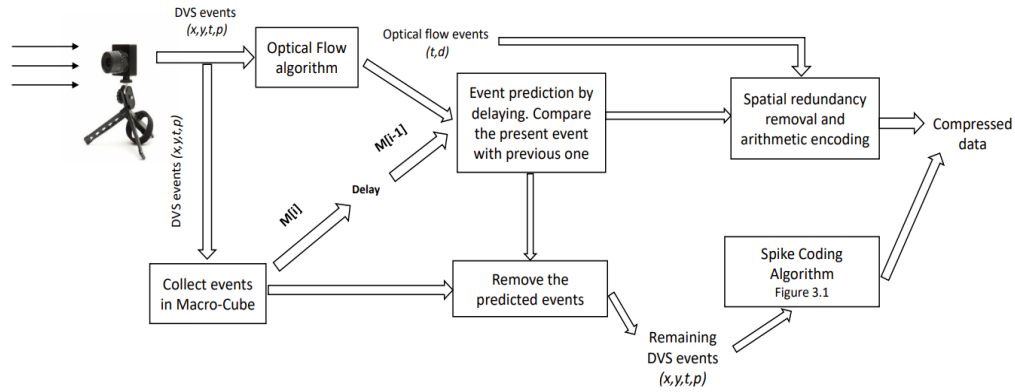 DVS events
(x,y,t,p)
Optical Flow
algorithm
Optical flow events
(t,d)
Event prediction by
delaying. Compare
the present event
with previous one
Spatial redundancy
removal and
arithmetic encoding
Compressed
data
DVS events (x,y,t,p)
M[i-1]
Delay
M[i]
Collect events
in Macro-Cube
Remove the
predicted events
Spike Coding
Algorithm
Figure 3.1
Remaining
DVS events
(x,y,t,p)